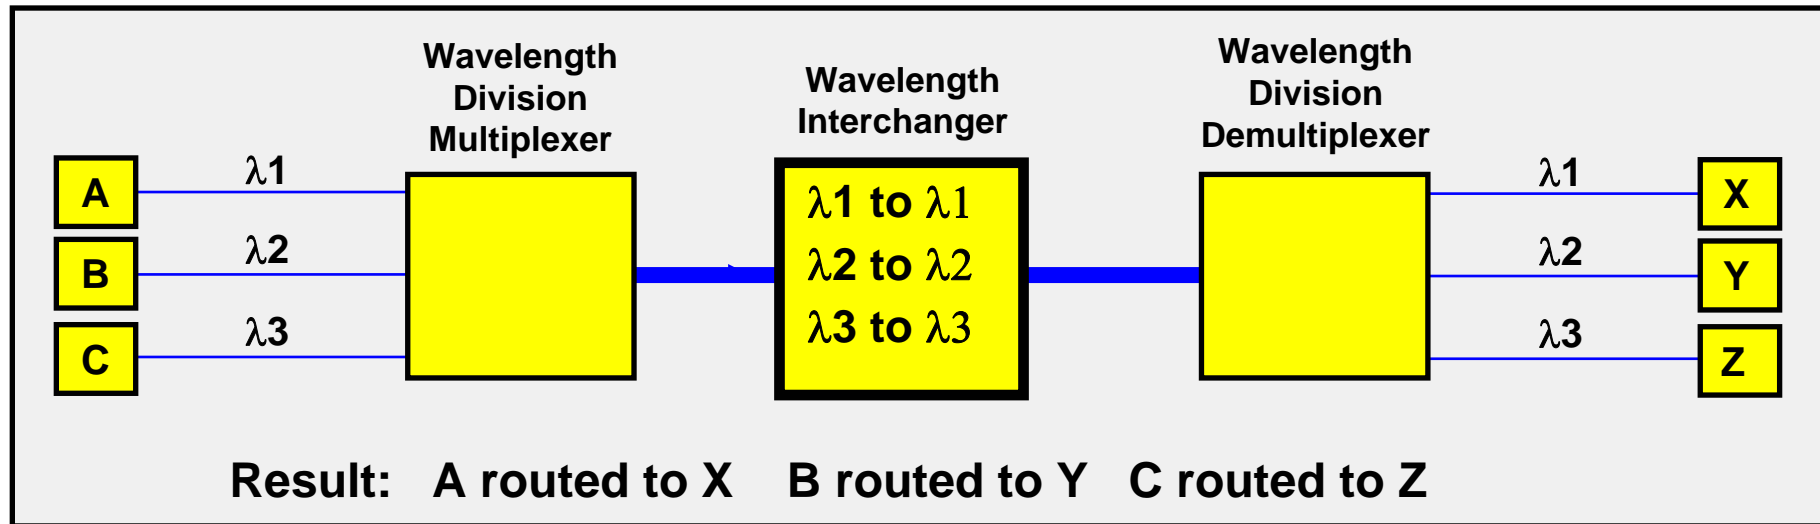 Wavelength
Division
Multiplexer
Wavelength
Interchanger
Wavelength
Division
Demultiplexer
A
λ1
B
λ2
C
λ3
λ1 to λ1
λ2 to λ2
λ3 to λ3
λ1
X
λ2
Y
λ3
Z
Result: A routed to X B routed to Y C routed to Z